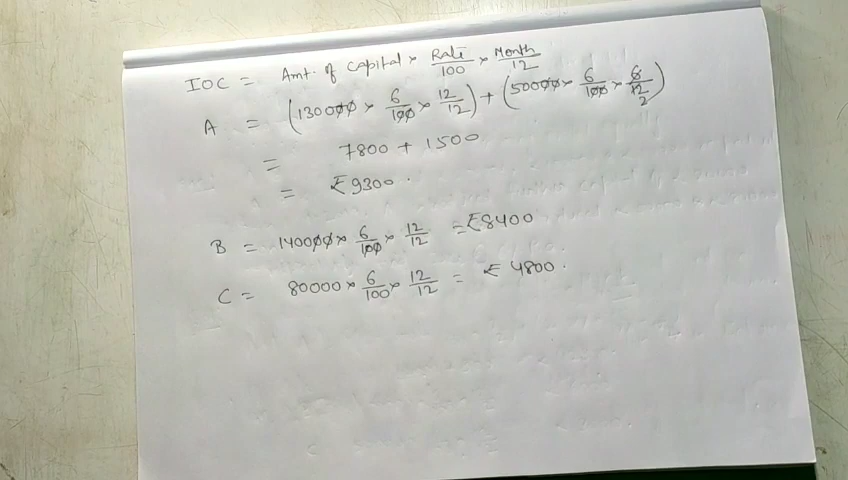 IOC = Amt. of Capital × Rate/100 × Month/12
A = (130000 × 6/100 × 12/12) + (50000 × 6/100 × 6/12 2)
= 7800 + 1500
= ₹9300.
B = 140000 × 6/100 × 12/12 = ₹8400
C = 80000 × 6/100 × 12/12 = ₹4800.